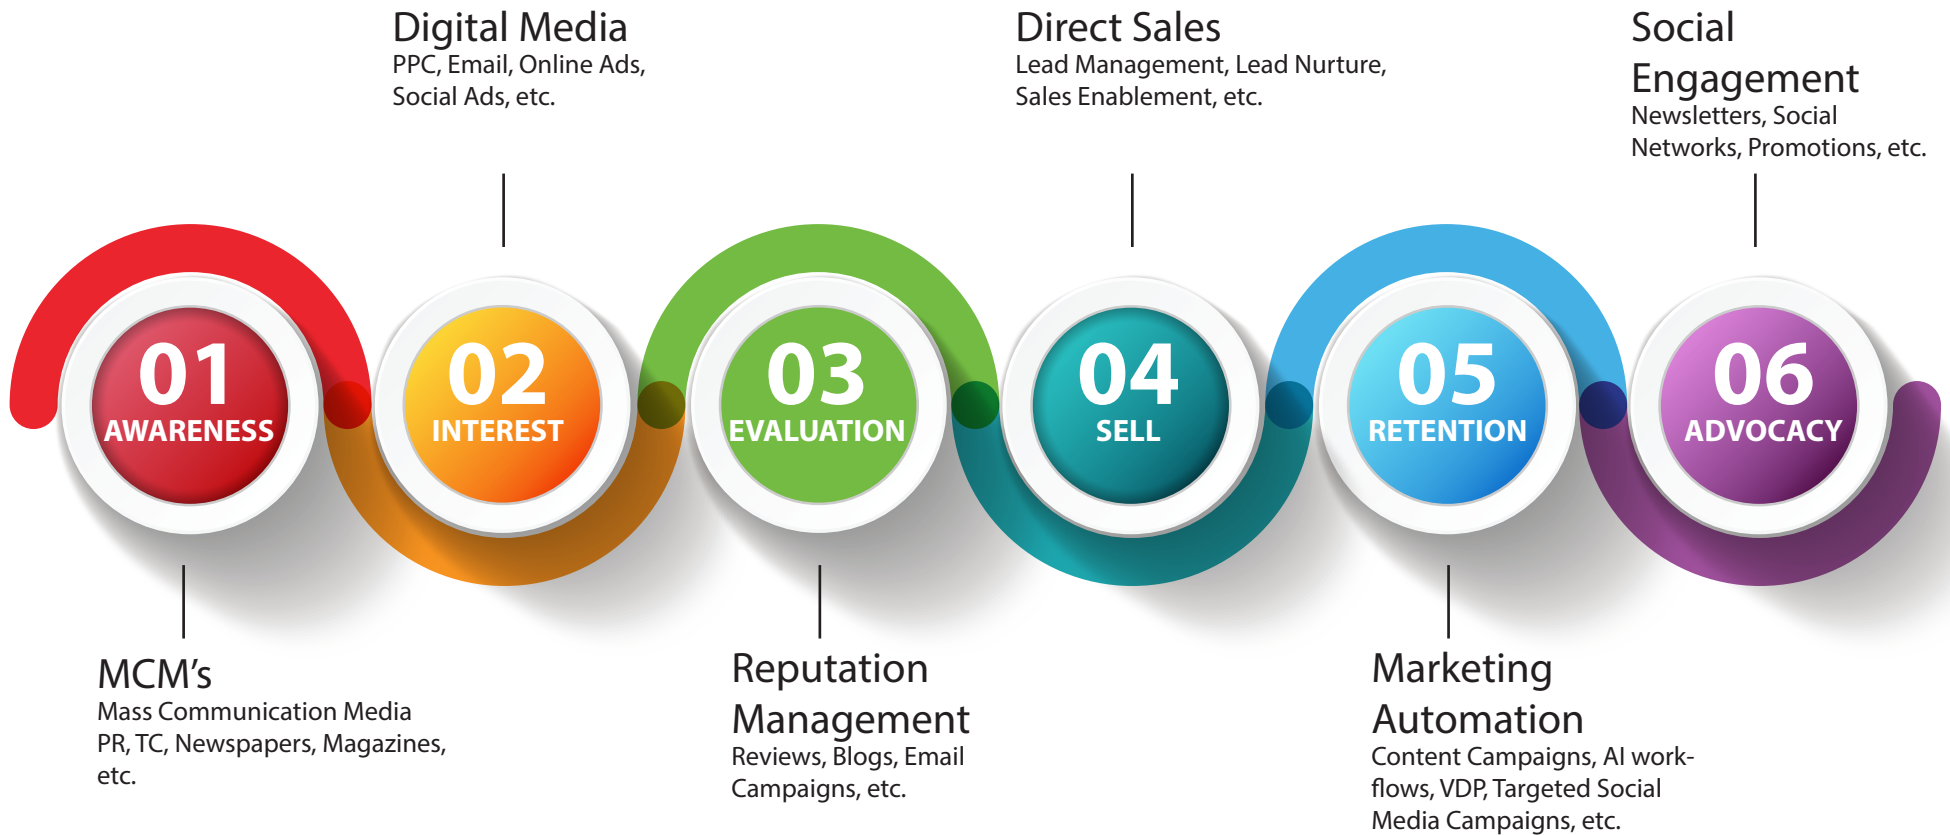 Digital Media
PPC, Email, Online Ads,
Social Ads, etc.
Direct Sales
Lead Management, Lead Nurture,
Sales Enablement, etc.
Social
Engagement
Newsletters, Social
Networks, Promotions, etc.
01
AWARENESS
02
INTEREST
03
EVALUATION
04
SELL
05
RETENTION
06
ADVOCACY
MCM's
Mass Communication Media
PR, TC, Newspapers, Magazines,
etc.
Reputation
Management
Reviews, Blogs, Email
Campaigns, etc.
Marketing
Automation
Content Campaigns, AI work-
flows, VDP, Targeted Social
Media Campaigns, etc.